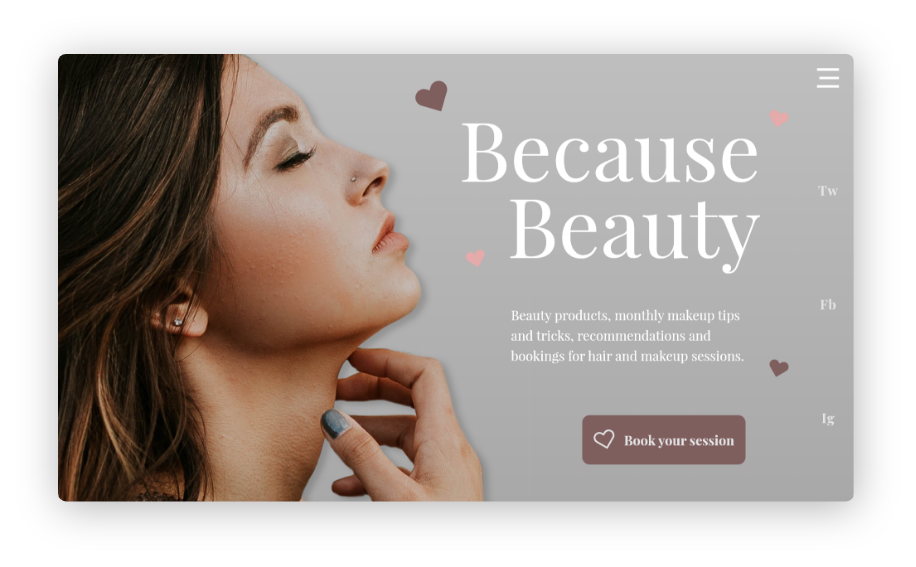 Because
Beauty
Tw
Fb
Ig
Beauty products, monthly makeup tips
and tricks, recommendations and
bookings for hair and makeup sessions.
Book your session